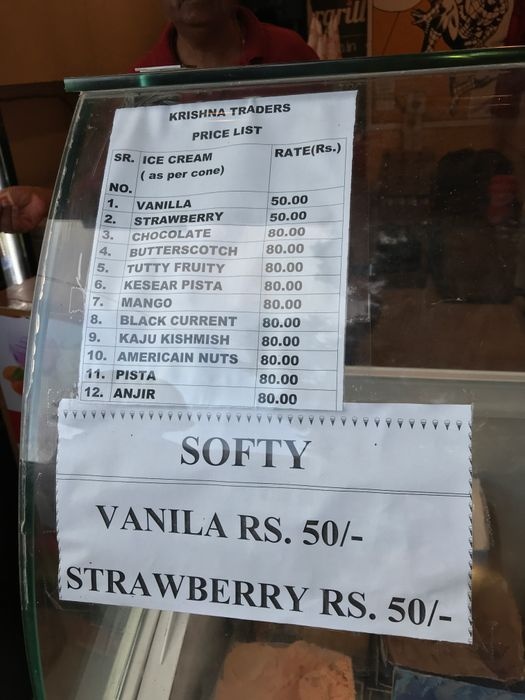 KRISHNA TRADERS
PRICE LIST
SR. NO. ICE CREAM ( as per cone) RATE(Rs.)
1. VANILLA 50.00
2. STRAWBERRY 50.00
3. CHOCOLATE 80.00
4. BUTTERSCOTCH 80.00
5. TUTTY FRUITY 80.00
6. KESEAR PISTA 80.00
7. MANGO 80.00
8. BLACK CURRENT 80.00
9. KAJU KISHMISH 80.00
10. AMERICAIN NUTS 80.00
11. PISTA 80.00
12. ANJIR 80.00
SOFTY
VANILA RS. 50/-
STRAWBERRY RS. 50/-